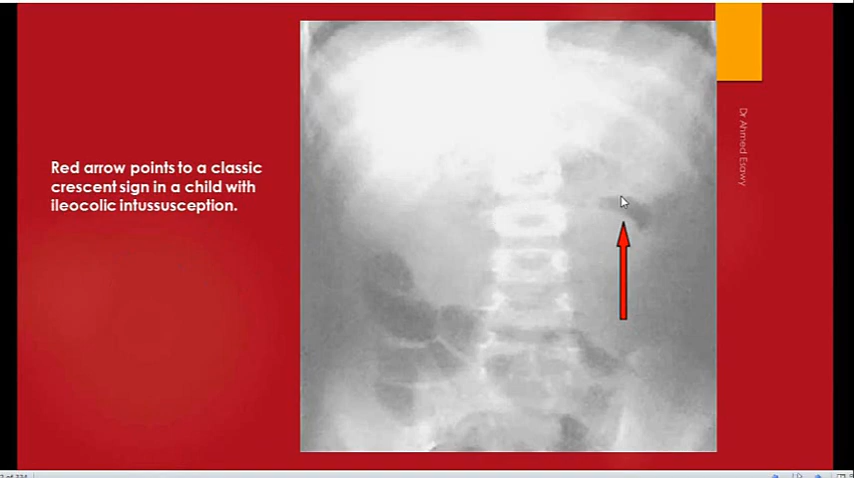 Red arrow points to a classic
crescent sign in a child with
ileocolic intussusception.
Dr Ahmed Esawy